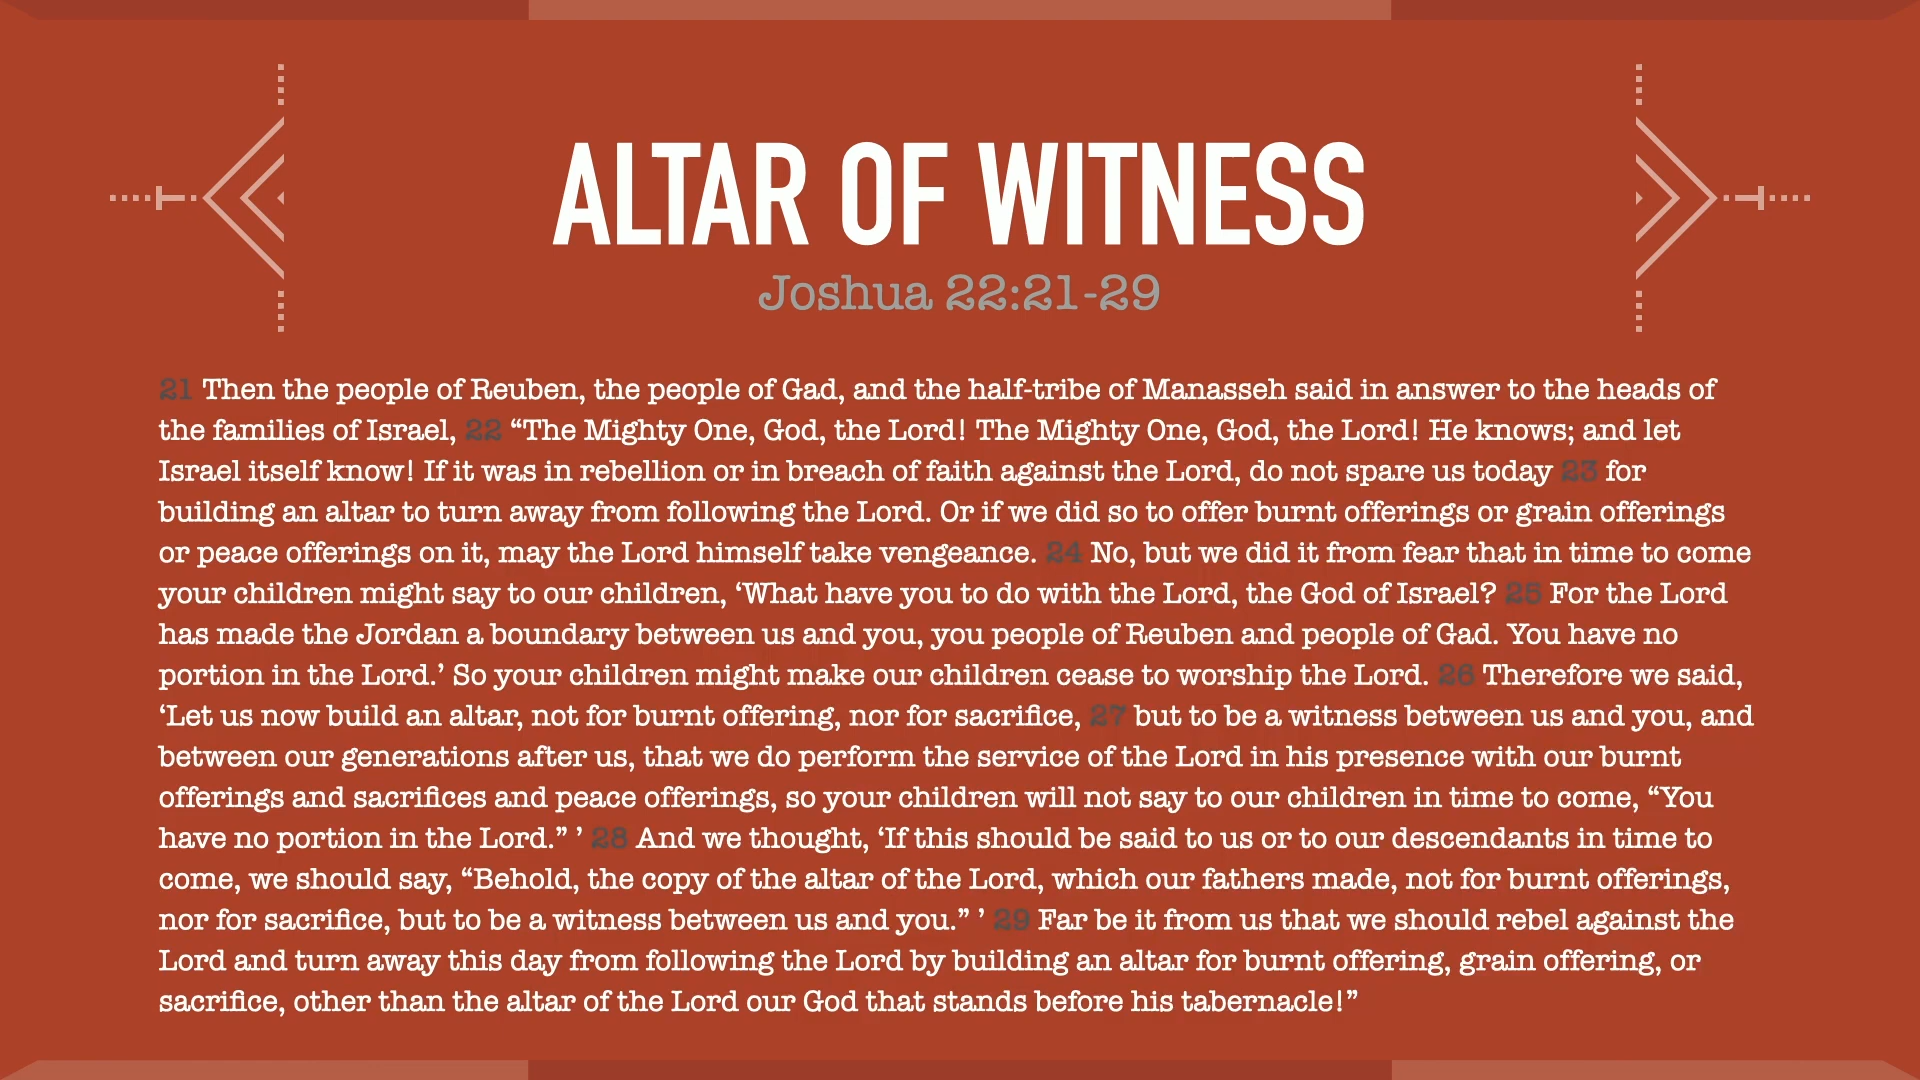 ALTAR OF WITNESS
Joshua 22:21-29
21 Then the people of Reuben, the people of Gad, and the half-tribe of Manasseh said in answer to the heads of
the families of Israel, 22 “The Mighty One, God, the Lord! The Mighty One, God, the Lord! He knows; and let
Israel itself know! If it was in rebellion or in breach of faith against the Lord, do not spare us today 23 for
building an altar to turn away from following the Lord. Or if we did so to offer burnt offerings or grain offerings
or peace offerings on it, may the Lord himself take vengeance. 24 No, but we did it from fear that in time to come
your children might say to our children, ‘What have you to do with the Lord, the God of Israel? 25 For the Lord
has made the Jordan a boundary between us and you, you people of Reuben and people of Gad. You have no
portion in the Lord.’ So your children might make our children cease to worship the Lord. 26 Therefore we said,
‘Let us now build an altar, not for burnt offering, nor for sacrifice, 27 but to be a witness between us and you, and
between our generations after us, that we do perform the service of the Lord in his presence with our burnt
offerings and sacrifices and peace offerings, so your children will not say to our children in time to come, “You
have no portion in the Lord.” ’ 28 And we thought, ‘If this should be said to us or to our descendants in time to
come, we should say, “Behold, the copy of the altar of the Lord, which our fathers made, not for burnt offerings,
nor for sacrifice, but to be a witness between us and you.” ’ 29 Far be it from us that we should rebel against the
Lord and turn away this day from following the Lord by building an altar for burnt offering, grain offering, or
sacrifice, other than the altar of the Lord our God that stands before his tabernacle!”